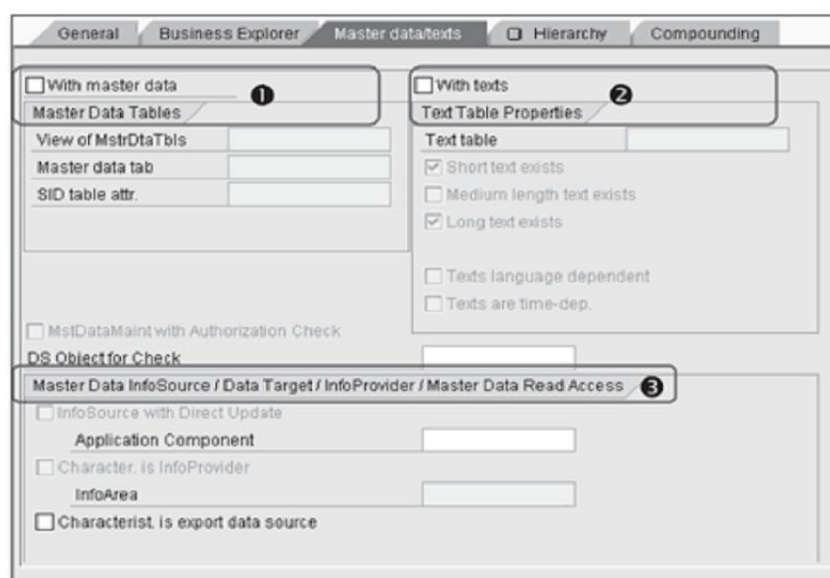 General Business Explorer Master data/texts Hierarchy Compounding
With master data
❶
Master Data Tables
View of MstrDtaTbls
Master data tab
SID table attr.
With texts
❷
Text Table Properties
Text table
Short text exists
Medium length text exists
Long text exists
Texts language dependent
Texts are time-dep.
MstDataMaint with Authorization Check
DS Object for Check
Master Data InfoSource / Data Target / InfoProvider / Master Data Read Access ❸
InfoSource with Direct Update
Application Component
Character. is InfoProvider
InfoArea
Characterist. is export data source